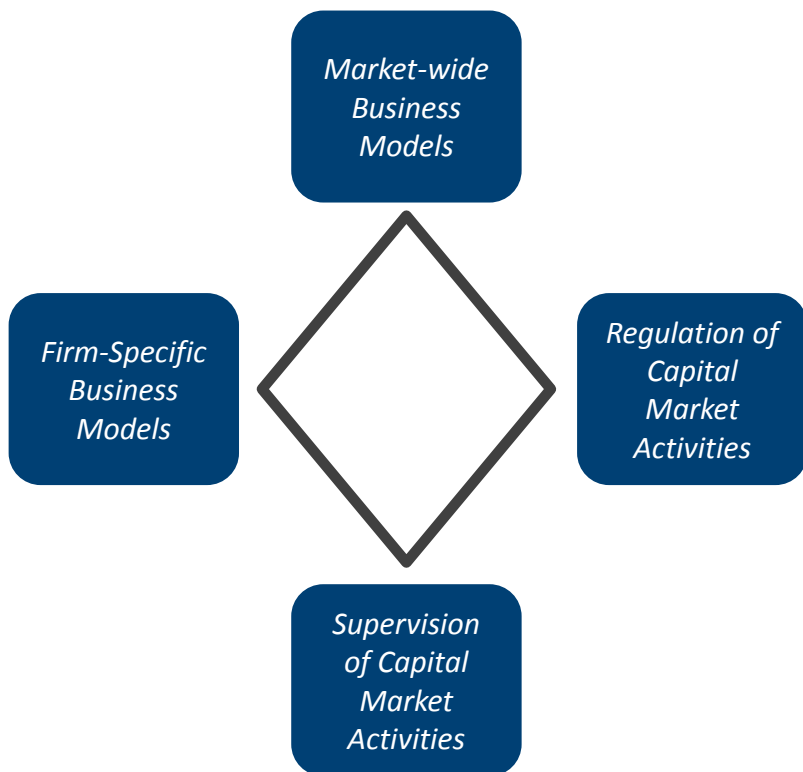 Market-wide
Business
Models
Firm-Specific
Business
Models
Regulation of
Capital
Market
Activities
Supervision
of Capital
Market
Activities